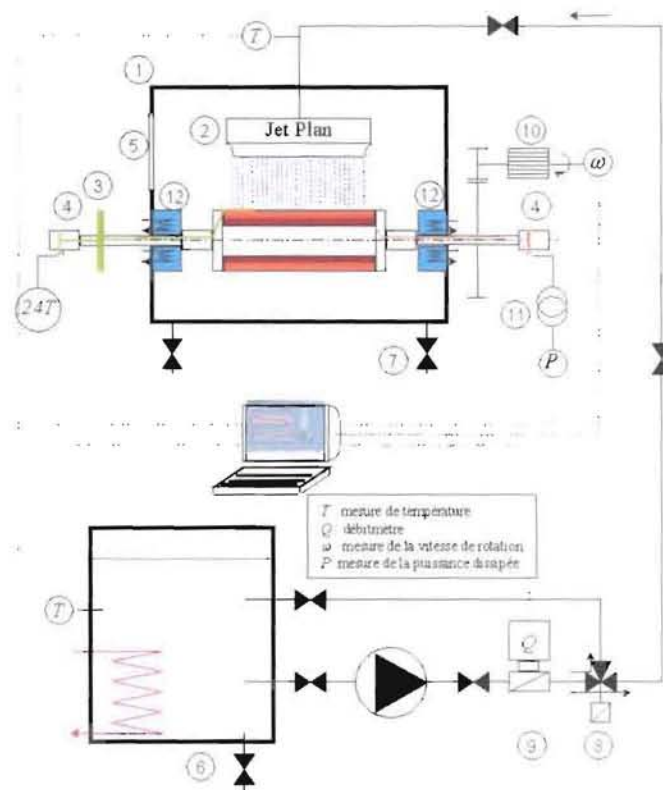 T
1
2
Jet Plan
10
ω
5
3
12
12
4
4
24T
11
7
P
T mesure de température
Q débitmètre
ω mesure de la vitesse de rotation
P mesure de la puissance dissipée
T
Q
6
9
8